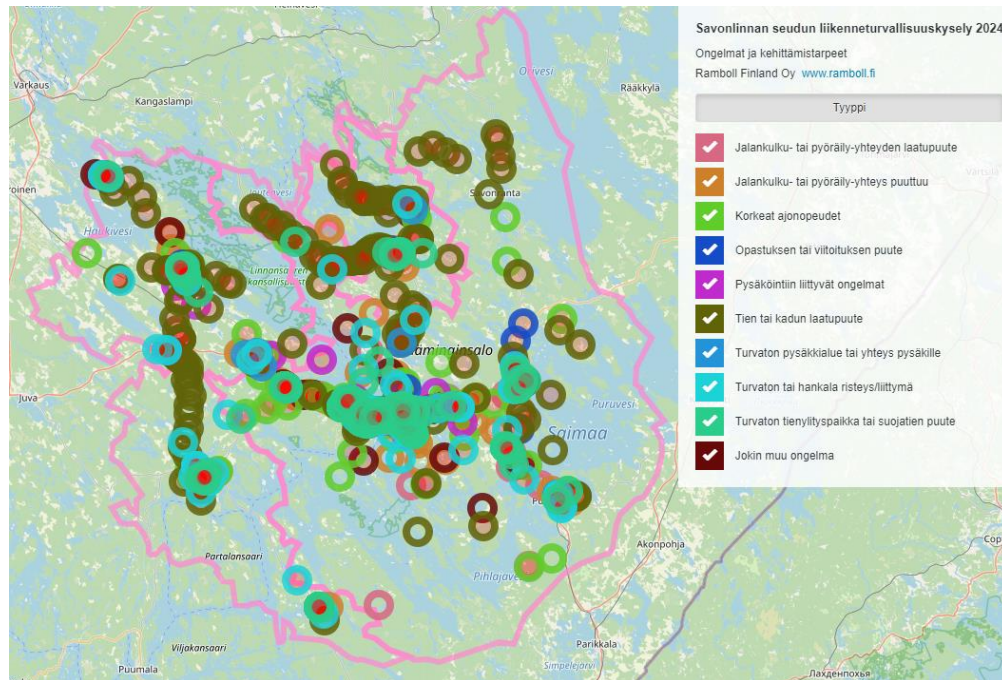 Savonlinnan seudun liikenneturvallisuuskysely 2024
Ongelmat ja kehittämistarpeet
Ramboll Finland Oy www.ramboll.fi
Tyyppi
Jalankulku- tai pyöräily-yhteyden laatupuute
Jalankulku- tai pyöräily-yhteys puuttuu
Korkeat ajonopeudet
Opastuksen tai viitoituksen puute
Pysäköintiin liittyvät ongelmat
Tien tai kadun laatupuute
Turvaton pysäkkialue tai yhteys pysäkille
Turvaton tai hankala risteys/liittymä
Turvaton tienylityspaikka tai suojatien puute
Jokin muu ongelma
Orivesi
Rääkkylä
Varkaus
Kangaslampi
Haukivesi
Puruvesi
Saimaa
Juva
Akonpohja
Partalansaari
Pihlajavesi
Viljakansaari
Parikkala
Simpelejärvi
Puumala
Лахденпохья